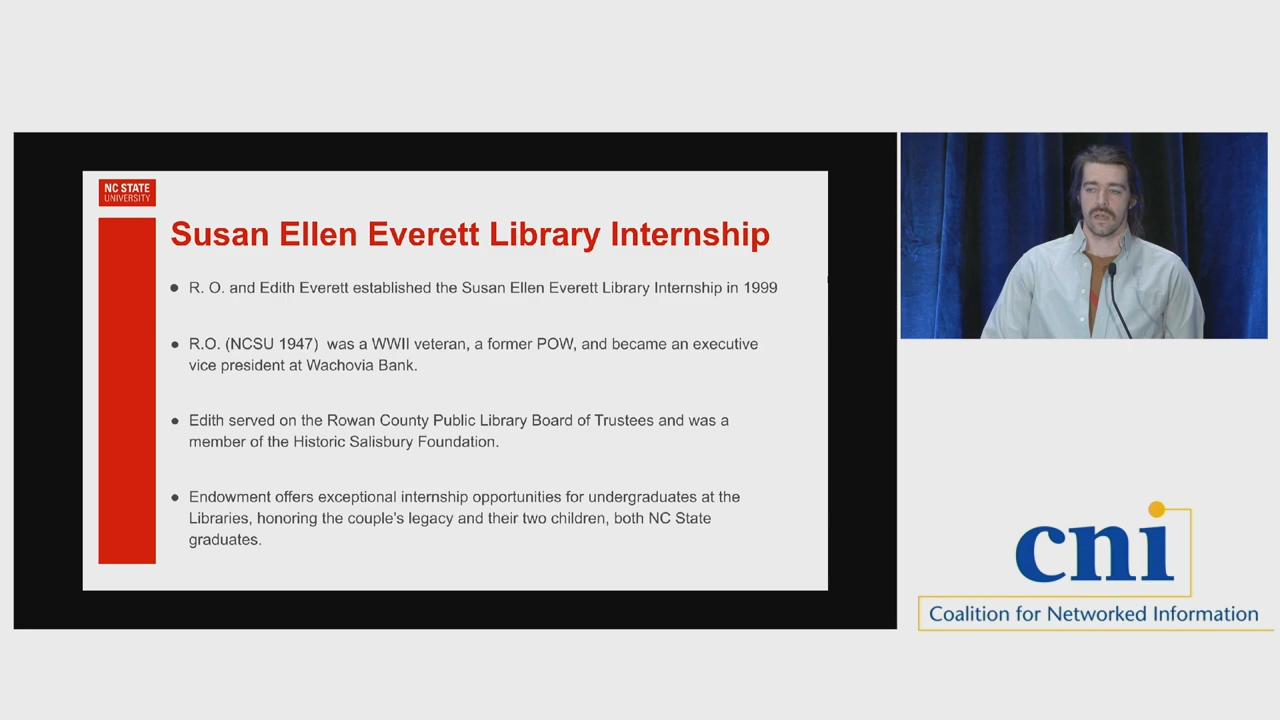 NC STATE
UNIVERSITY
Susan Ellen Everett Library Internship
● R. O. and Edith Everett established the Susan Ellen Everett Library Internship in 1999
● R.O. (NCSU 1947) was a WWII veteran, a former POW, and became an executive
vice president at Wachovia Bank.
● Edith served on the Rowan County Public Library Board of Trustees and was a
member of the Historic Salisbury Foundation.
● Endowment offers exceptional internship opportunities for undergraduates at the
Libraries, honoring the couple's legacy and their two children, both NC State
graduates.
cni
Coalition for Networked Information